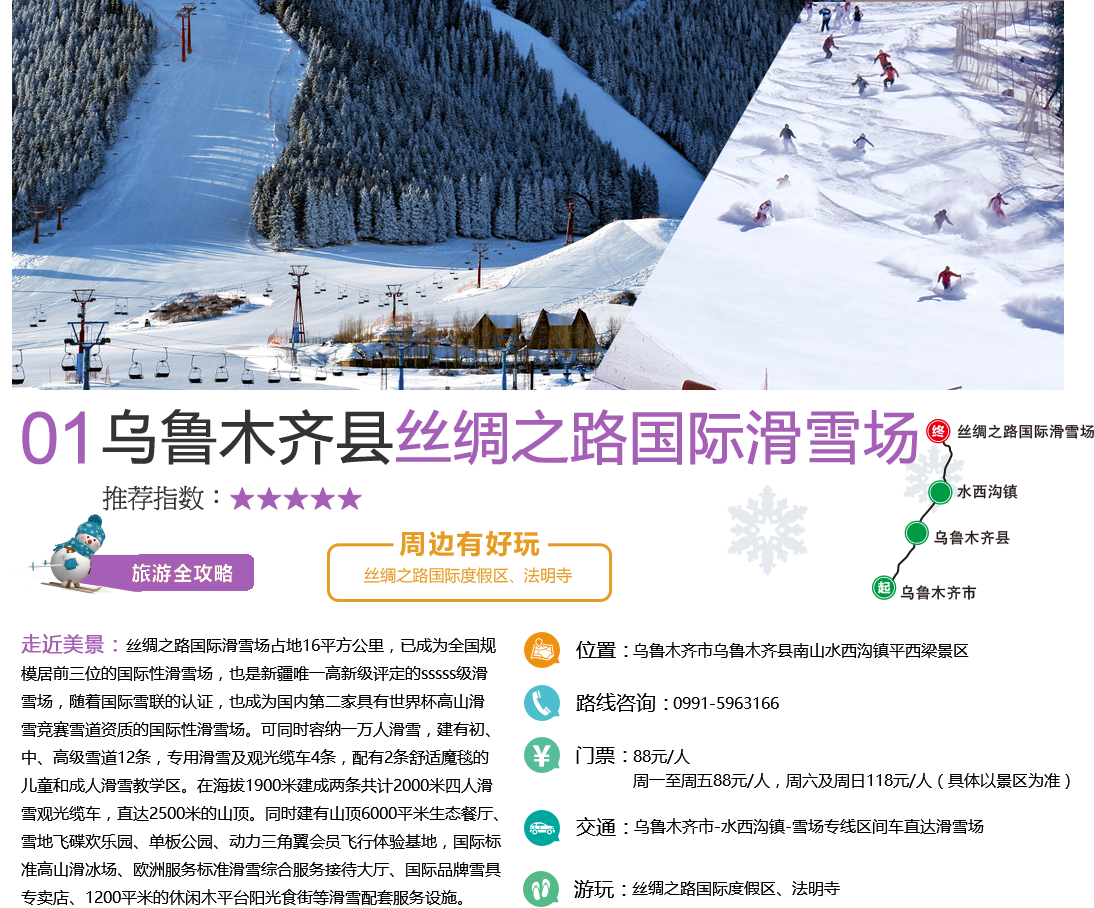 01乌鲁木齐县丝绸之路国际滑雪场
推荐指数：★★★★★
旅游全攻略
周边有好玩
丝绸之路国际度假区、法明寺
终 丝绸之路国际滑雪场
水西沟镇
乌鲁木齐县
起 乌鲁木齐市
走近美景：丝绸之路国际滑雪场占地16平方公里，已成为全国规
模居前三位的国际性滑雪场，也是新疆唯一高新级评定的sssss级滑
雪场，随着国际雪联的认证，也成为国内第二家具有世界杯高山滑
雪竞赛雪道资质的国际性滑雪场。可同时容纳一万人滑雪，建有初、
中、高级雪道12条，专用滑雪及观光缆车4条，配有2条舒适魔毯的
儿童和成人滑雪教学区。在海拔1900米建成两条共计2000米四人滑
雪观光缆车，直达2500米的山顶。同时建有山顶6000平米生态餐厅、
雪地飞碟欢乐园、单板公园、动力三角翼会员飞行体验基地，国际标
准高山滑冰场、欧洲服务标准滑雪综合服务接待大厅、国际品牌雪具
专卖店、1200平米的休闲木平台阳光食街等滑雪配套服务设施。
位置：乌鲁木齐市乌鲁木齐县南山水西沟镇平西梁景区
路线咨询：0991-5963166
¥ 门票：88元/人
周一至周五88元/人，周六及周日118元/人（具体以景区为准）
交通：乌鲁木齐市-水西沟镇-雪场专线区间车直达滑雪场
游玩：丝绸之路国际度假区、法明寺